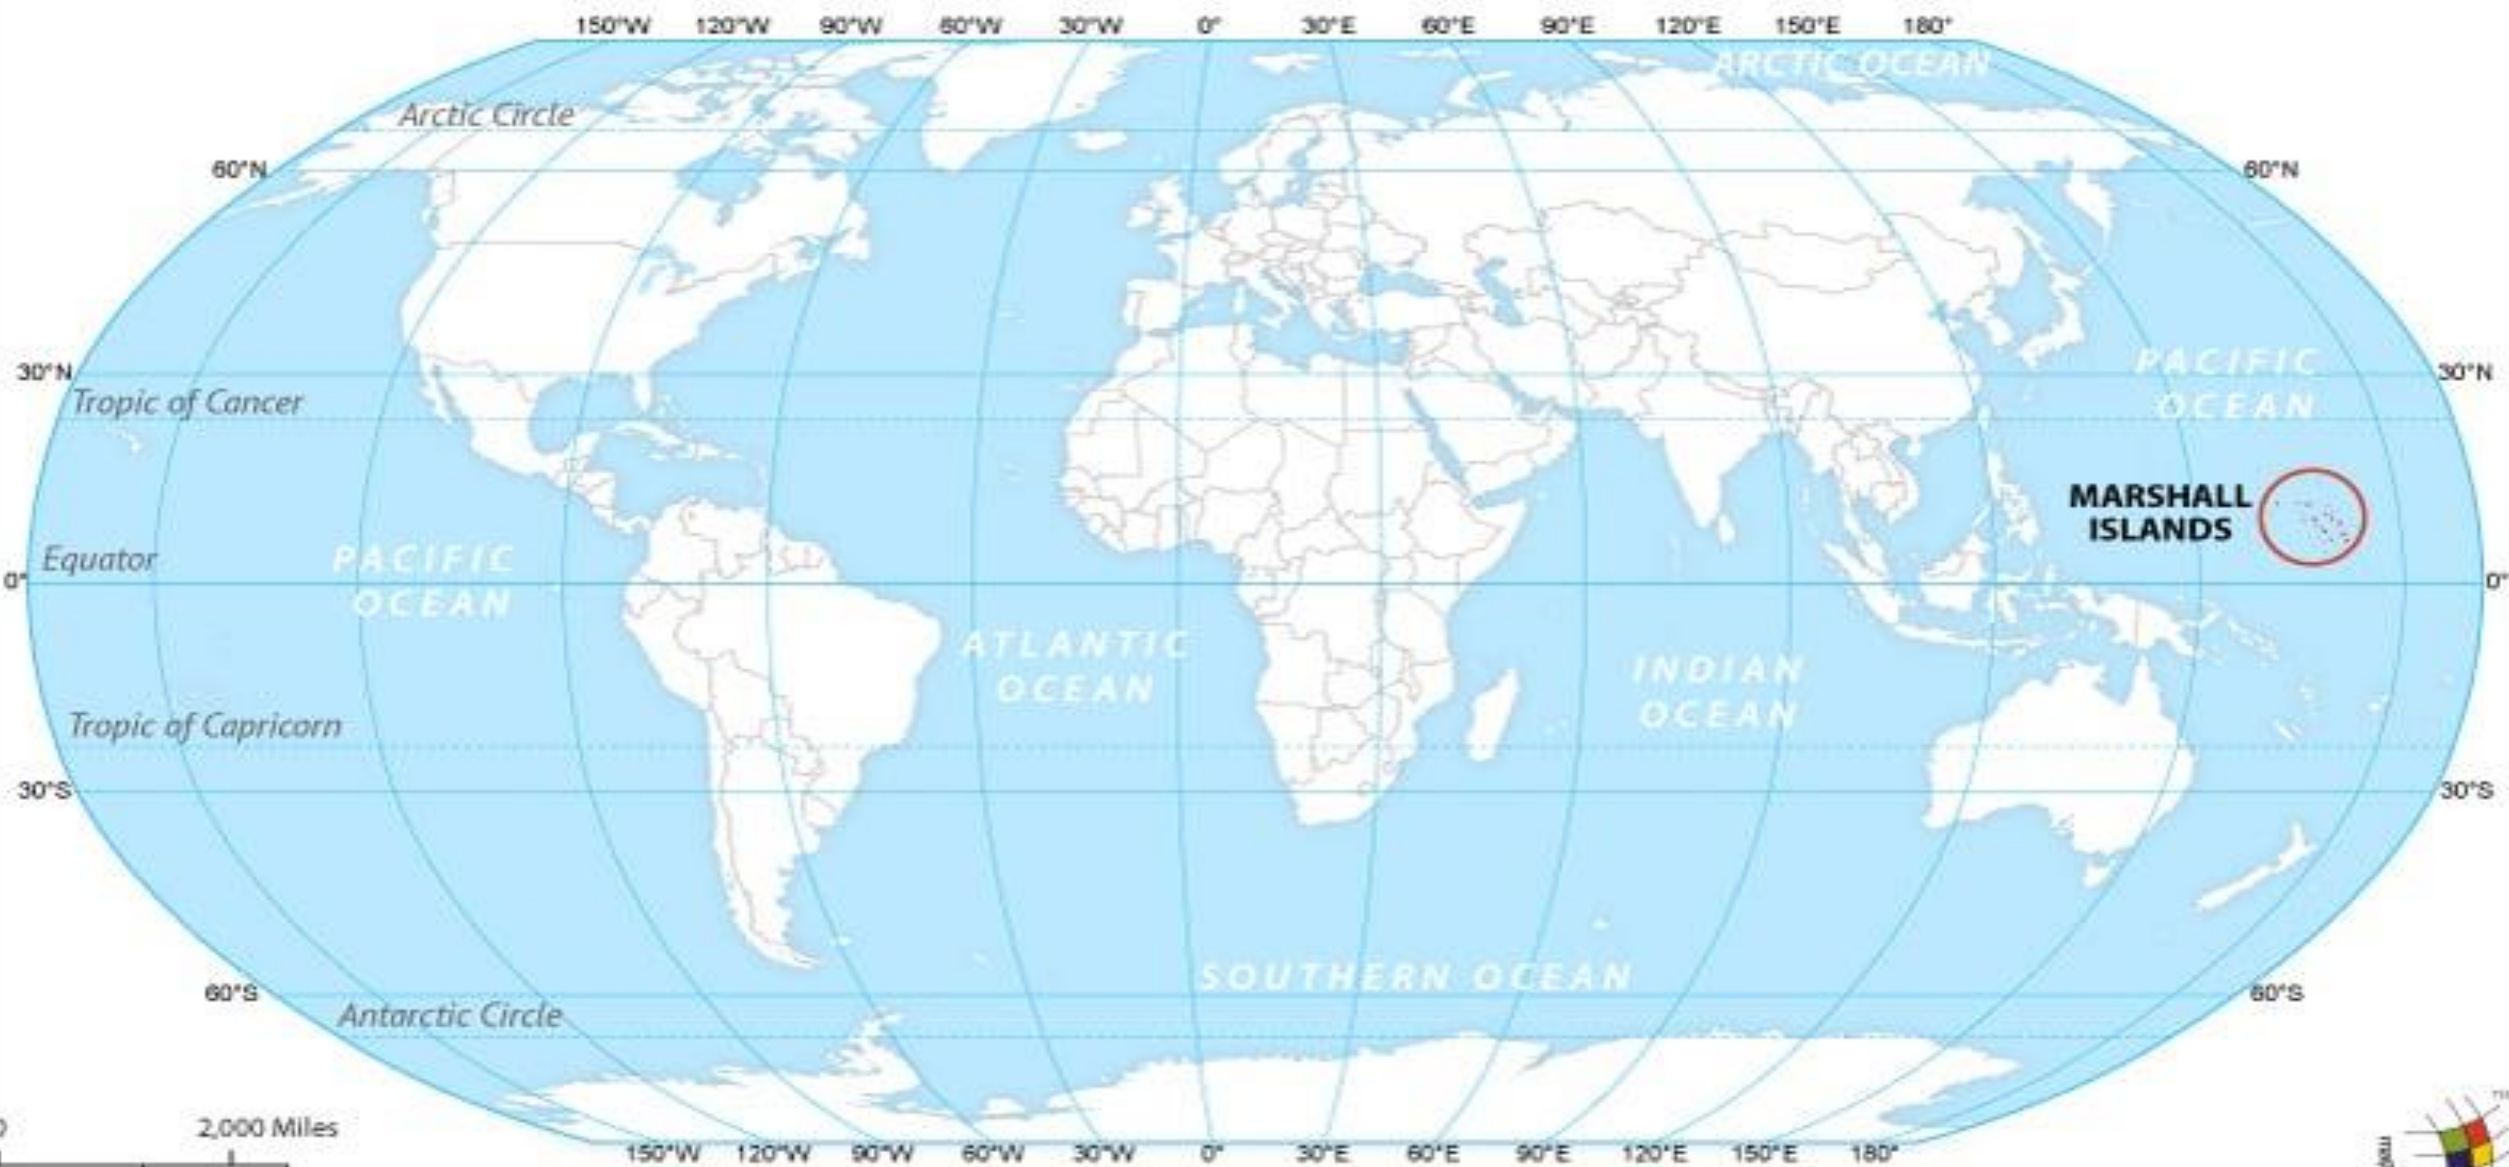 150°W 120°W 90°W 60°W 30°W 0° 30°E 60°E 90°E 120°E 150°E 180°
ARCTIC OCEAN
Arctic Circle
60°N 60°N
PACIFIC
OCEAN
30°N 30°N
Tropic of Cancer
MARSHALL
ISLANDS
Equator
PACIFIC
OCEAN
0° 0°
ATLANTIC
OCEAN
INDIAN
OCEAN
Tropic of Capricorn
30°S 30°S
SOUTHERN OCEAN
60°S 60°S
Antarctic Circle
2,000 Miles
150°W 120°W 90°W 60°W 30°W 0° 30°E 60°E 90°E 120°E 150°E 180°